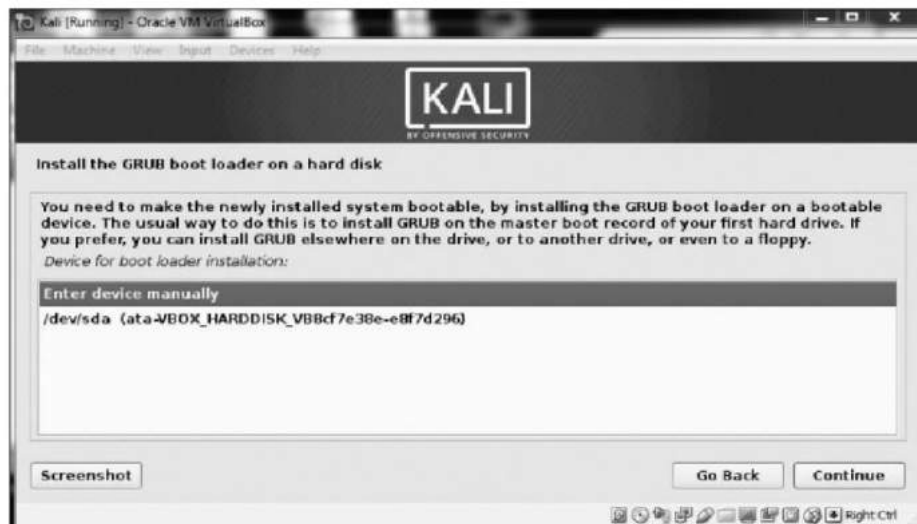 Kali [Running] - Oracle VM VirtualBox
File Machine View Input Devices Help
KALI
BY OFFENSIVE SECURITY
Install the GRUB boot loader on a hard disk
You need to make the newly installed system bootable, by installing the GRUB boot loader on a bootable
device. The usual way to do this is to install GRUB on the master boot record of your first hard drive. If
you prefer, you can install GRUB elsewhere on the drive, or to another drive, or even to a floppy.
Device for boot loader installation:
Enter device manually
/dev/sda (ata-VBOX_HARDDISK_VB8cf7e38e-e8f7d296)
Screenshot
Go Back
Continue
Right Ctrl